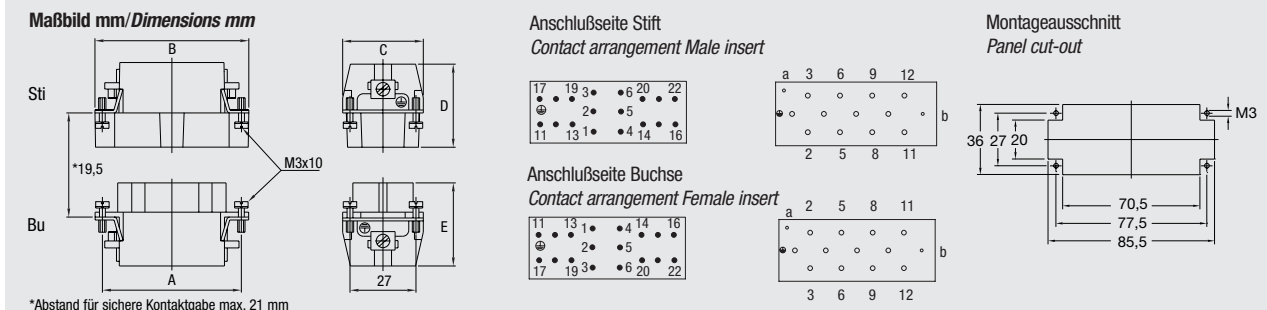 Maßbild mm/Dimensions mm
B
C
Sti
D
*19,5
M3x10
Bu
E
A
27
*Abstand für sichere Kontaktgabe max. 21 mm
Anschlußseite Stift
Contact arrangement Male insert
17 19 3 6 20 22
2 5
11 13 1 4 14 16
a 3 6 9 12
b
2 5 8 11
Anschlußseite Buchse
Contact arrangement Female insert
11 13 1 4 14 16
2 5
17 19 3 6 20 22
a 2 5 8 11
b
3 6 9 12
Montageausschnitt
Panel cut-out
M3
36 27 20
70,5
77,5
85,5